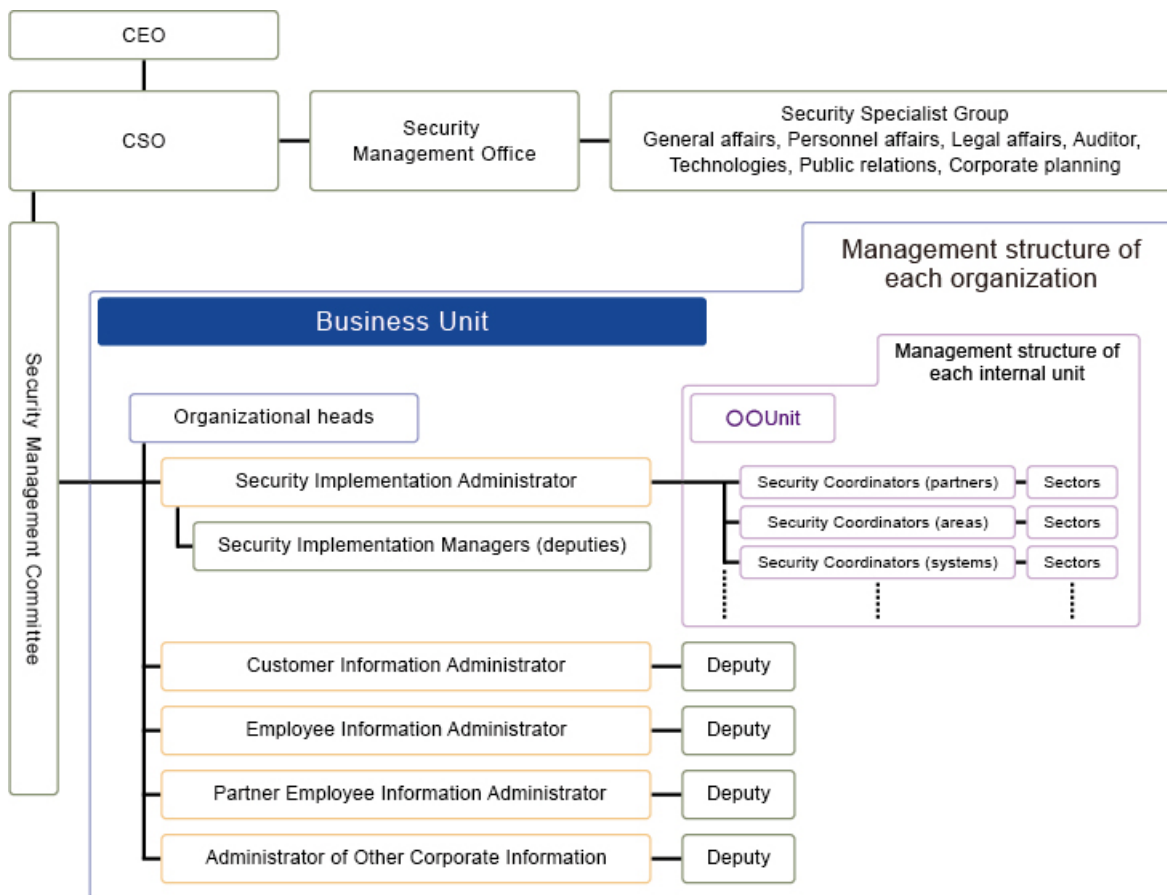 CEO
CSO
Security
Management Office
Security Specialist Group
General affairs, Personnel affairs, Legal affairs, Auditor,
Technologies, Public relations, Corporate planning
Security Management Committee
Management structure of
each organization
Business Unit
Management structure of
each internal unit
Organizational heads
○○Unit
Security Implementation Administrator
Security Coordinators (partners)
Sectors
Security Coordinators (areas)
Sectors
Security Implementation Managers (deputies)
Security Coordinators (systems)
Sectors
Customer Information Administrator
Deputy
Employee Information Administrator
Deputy
Partner Employee Information Administrator
Deputy
Administrator of Other Corporate Information
Deputy